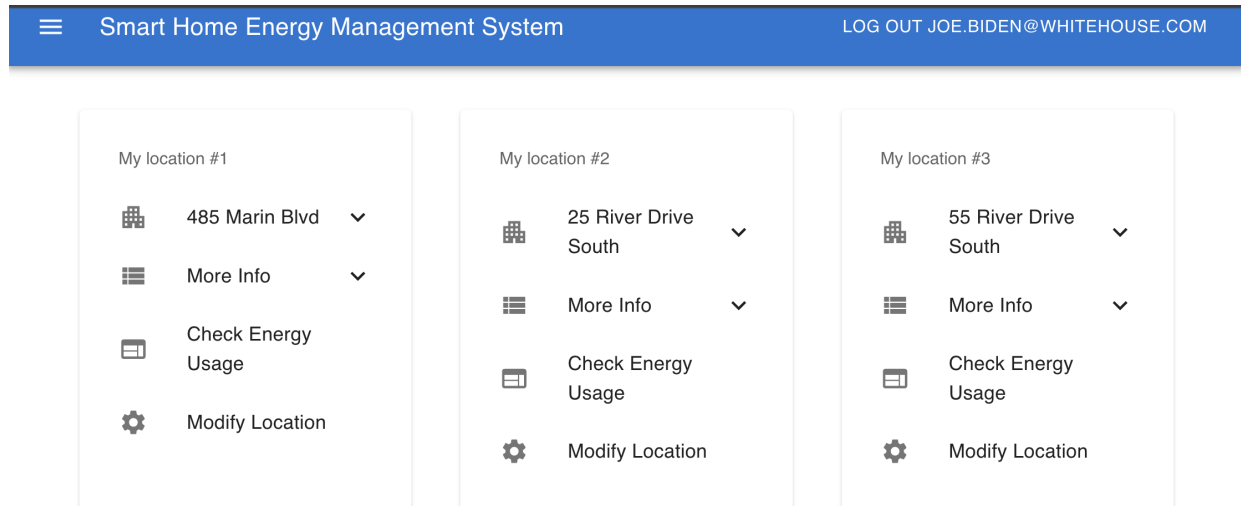 Smart Home Energy Management System
LOG OUT JOE.BIDEN@WHITEHOUSE.COM
My location #1
485 Marin Blvd
More Info
Check Energy
Usage
Modify Location
My location #2
25 River Drive
South
More Info
Check Energy
Usage
Modify Location
My location #3
55 River Drive
South
More Info
Check Energy
Usage
Modify Location